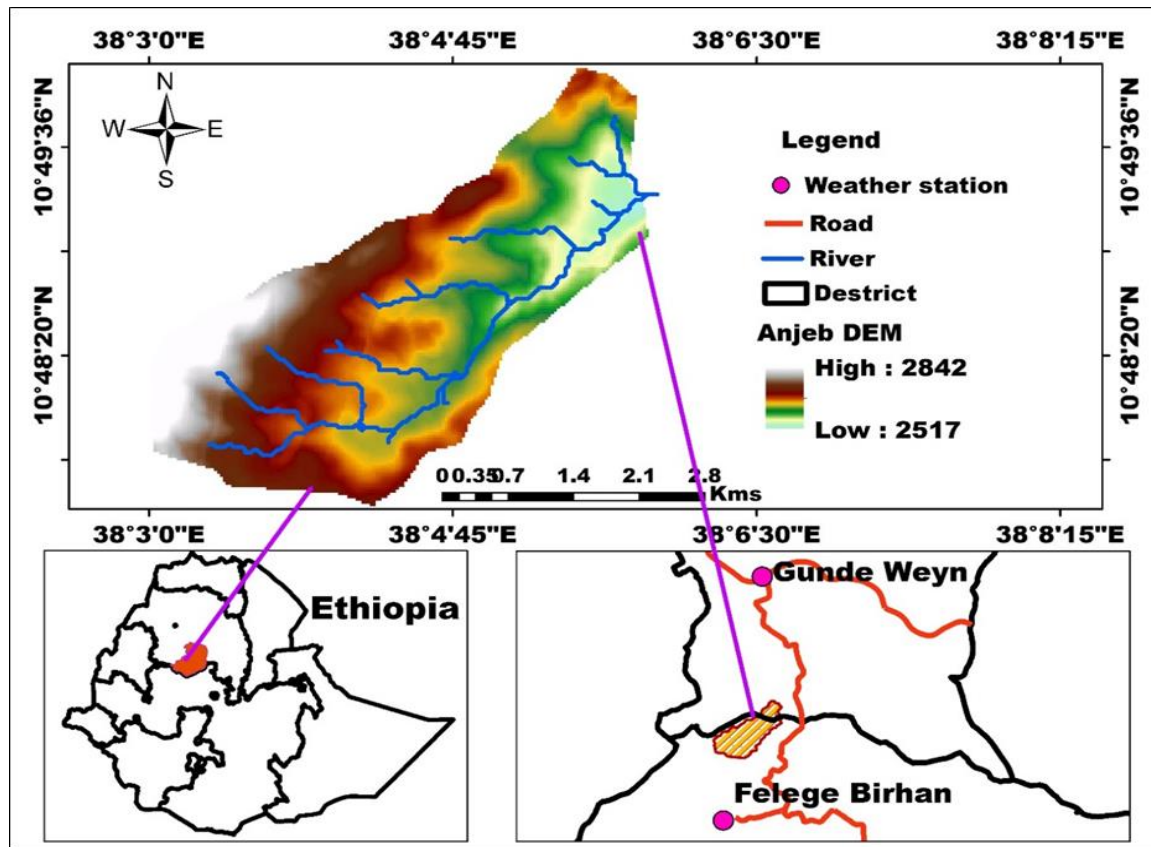 38°3'0"E 38°4'45"E 38°6'30"E 38°8'15"E
10°49'36"N
10°48'20"N
N
W E
S
Legend
Weather station
Road
River
Destrict
Anjeb DEM
High : 2842
Low : 2517
10°49'36"N
10°48'20"N
0 0.35 0.7 1.4 2.1 2.8
Kms
38°3'0"E 38°4'45"E 38°6'30"E 38°8'15"E
Ethiopia
Gunde Weyn
Felege Birhan